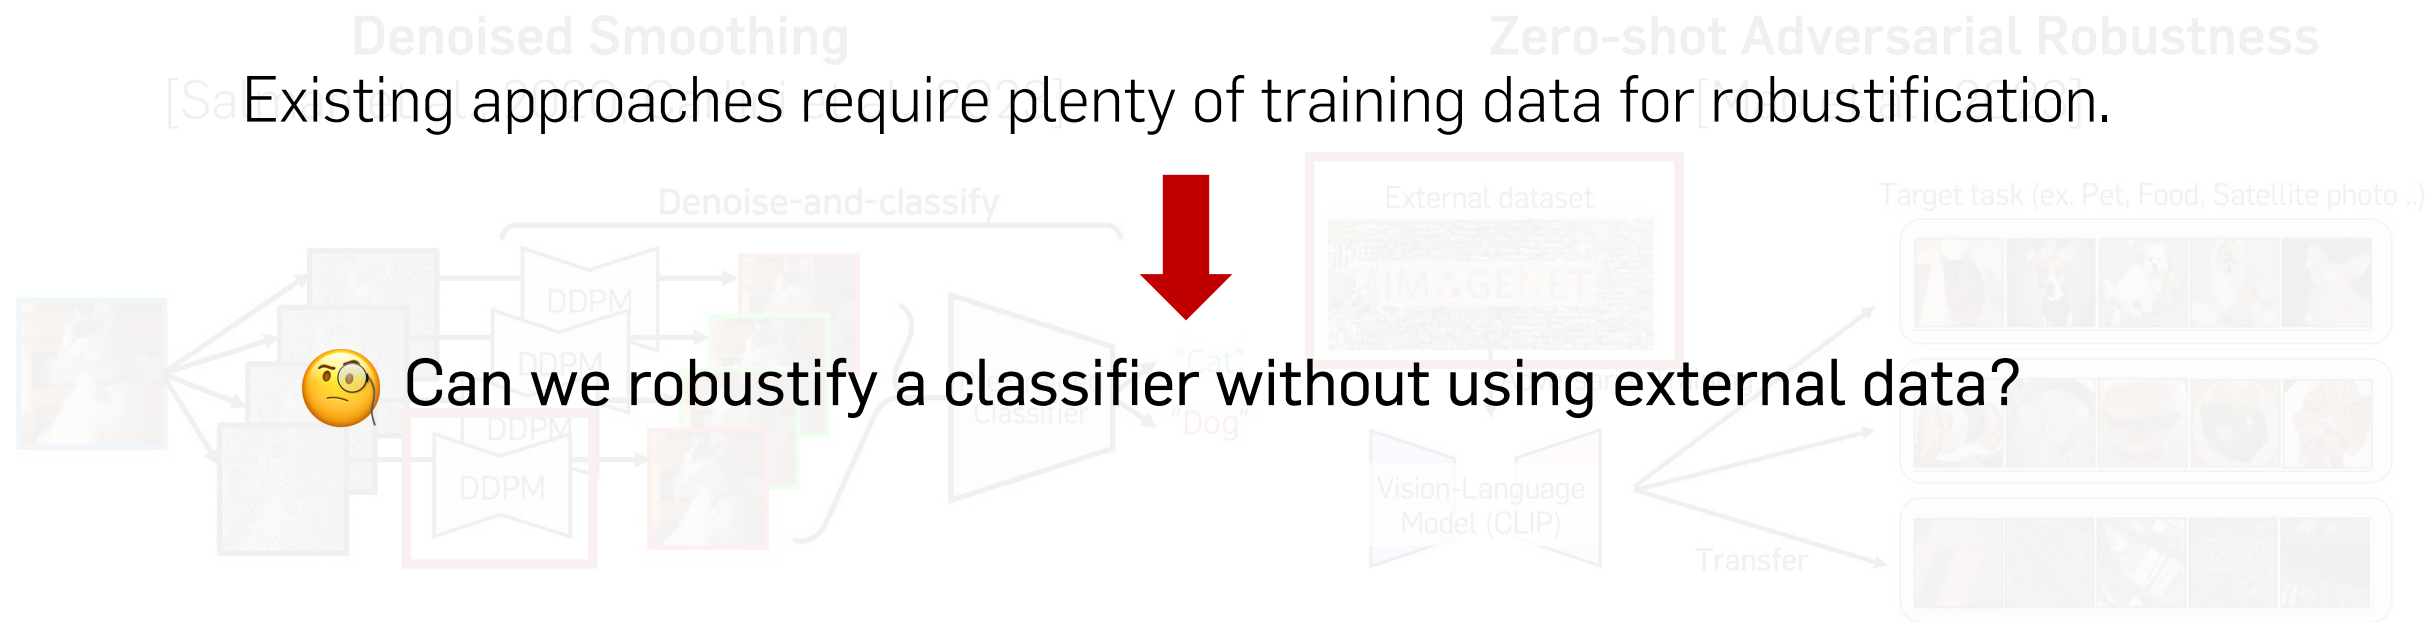 Denoised Smoothing
Zero-shot Adversarial Robustness
Existing approaches require plenty of training data for robustification.
Denoise-and-classify
External dataset
Target task (ex. Pet, Food, Satellite photo ..)
IMAGENET
DDPM
DDPM
"Cat"
Can we robustify a classifier without using external data?
Classifier
"Dog"
DDPM
DDPM
Vision-Language
Model (CLIP)
Transfer